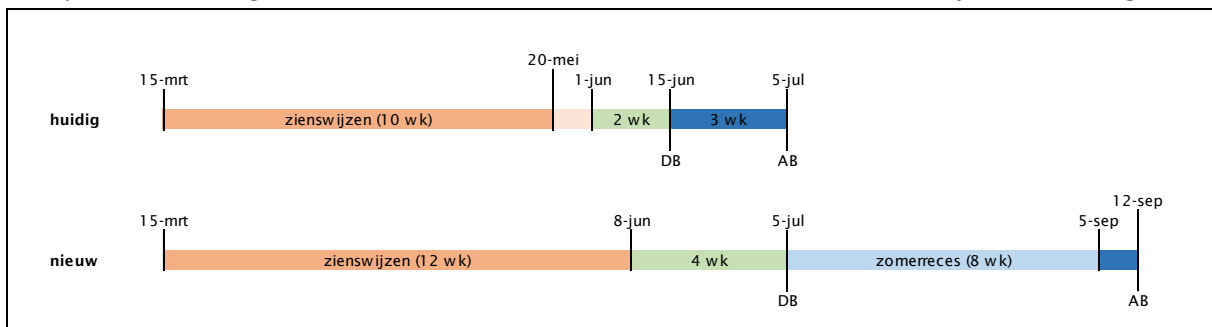 20-mei
15-mrt 1-jun 15-jun 5-jul
huidig zienswijzen (10 wk) 2 wk 3 wk
DB AB
12-sep
15-mrt 8-jun 5-jul 5-sep
nieuw zienswijzen (12 wk) 4 wk zomerreces (8 wk)
DB AB